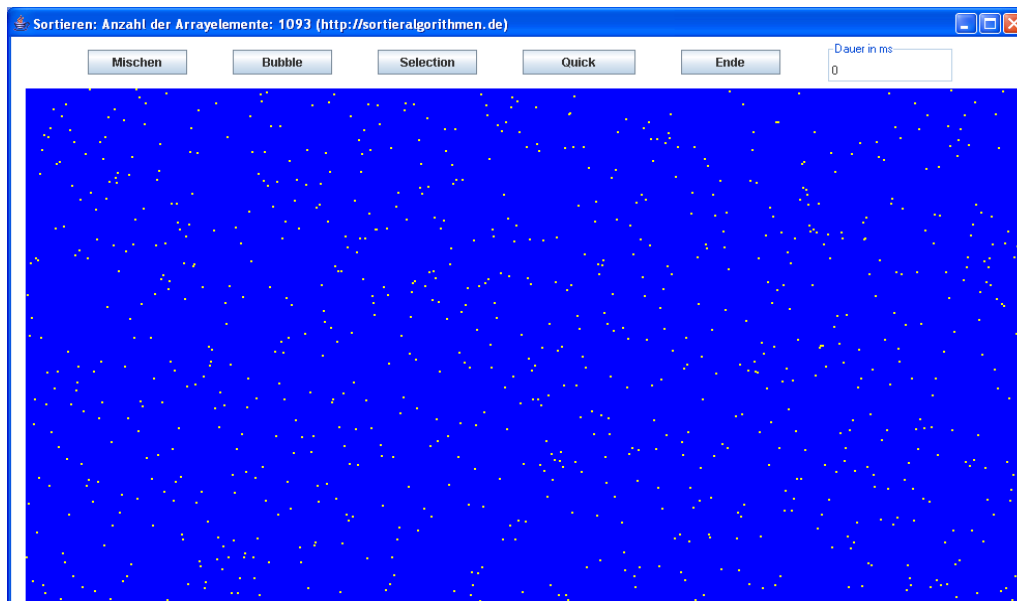 Sortieren: Anzahl der Arrayelemente: 1093 (http://sortieralgorithmen.de)
Mischen Bubble Selection Quick Ende
Dauer in ms
0